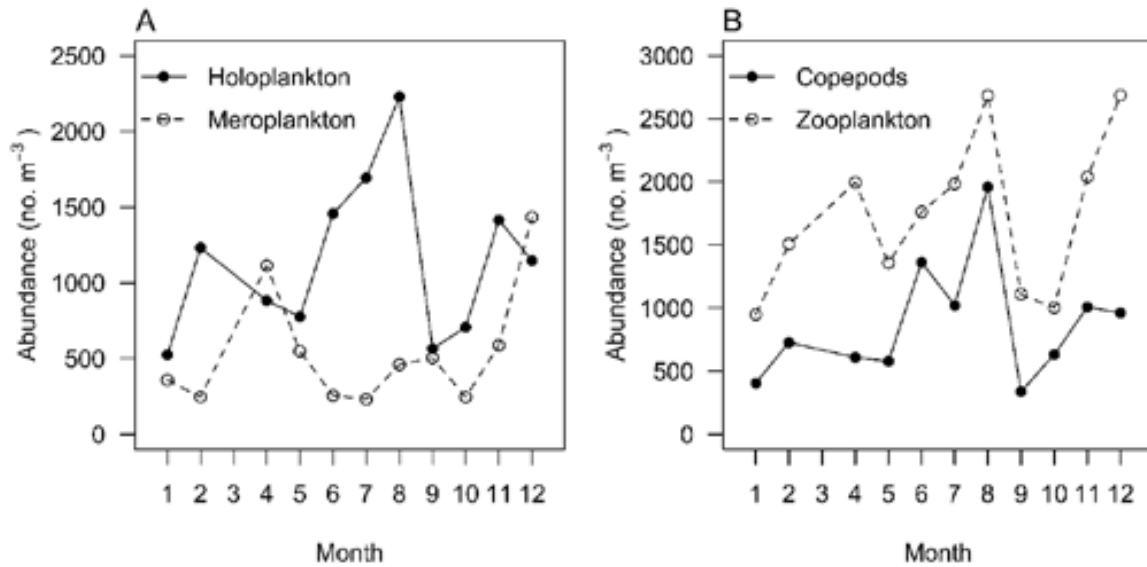 A
Abundance (no. m⁻³ )
2500
2000
1500
1000
500
0
Holoplankton
Meroplankton
1 2 3 4 5 6 7 8 9 10 11 12
Month
B
Abundance (no. m⁻³ )
3000
2500
2000
1500
1000
500
0
Copepods
Zooplankton
1 2 3 4 5 6 7 8 9 10 11 12
Month